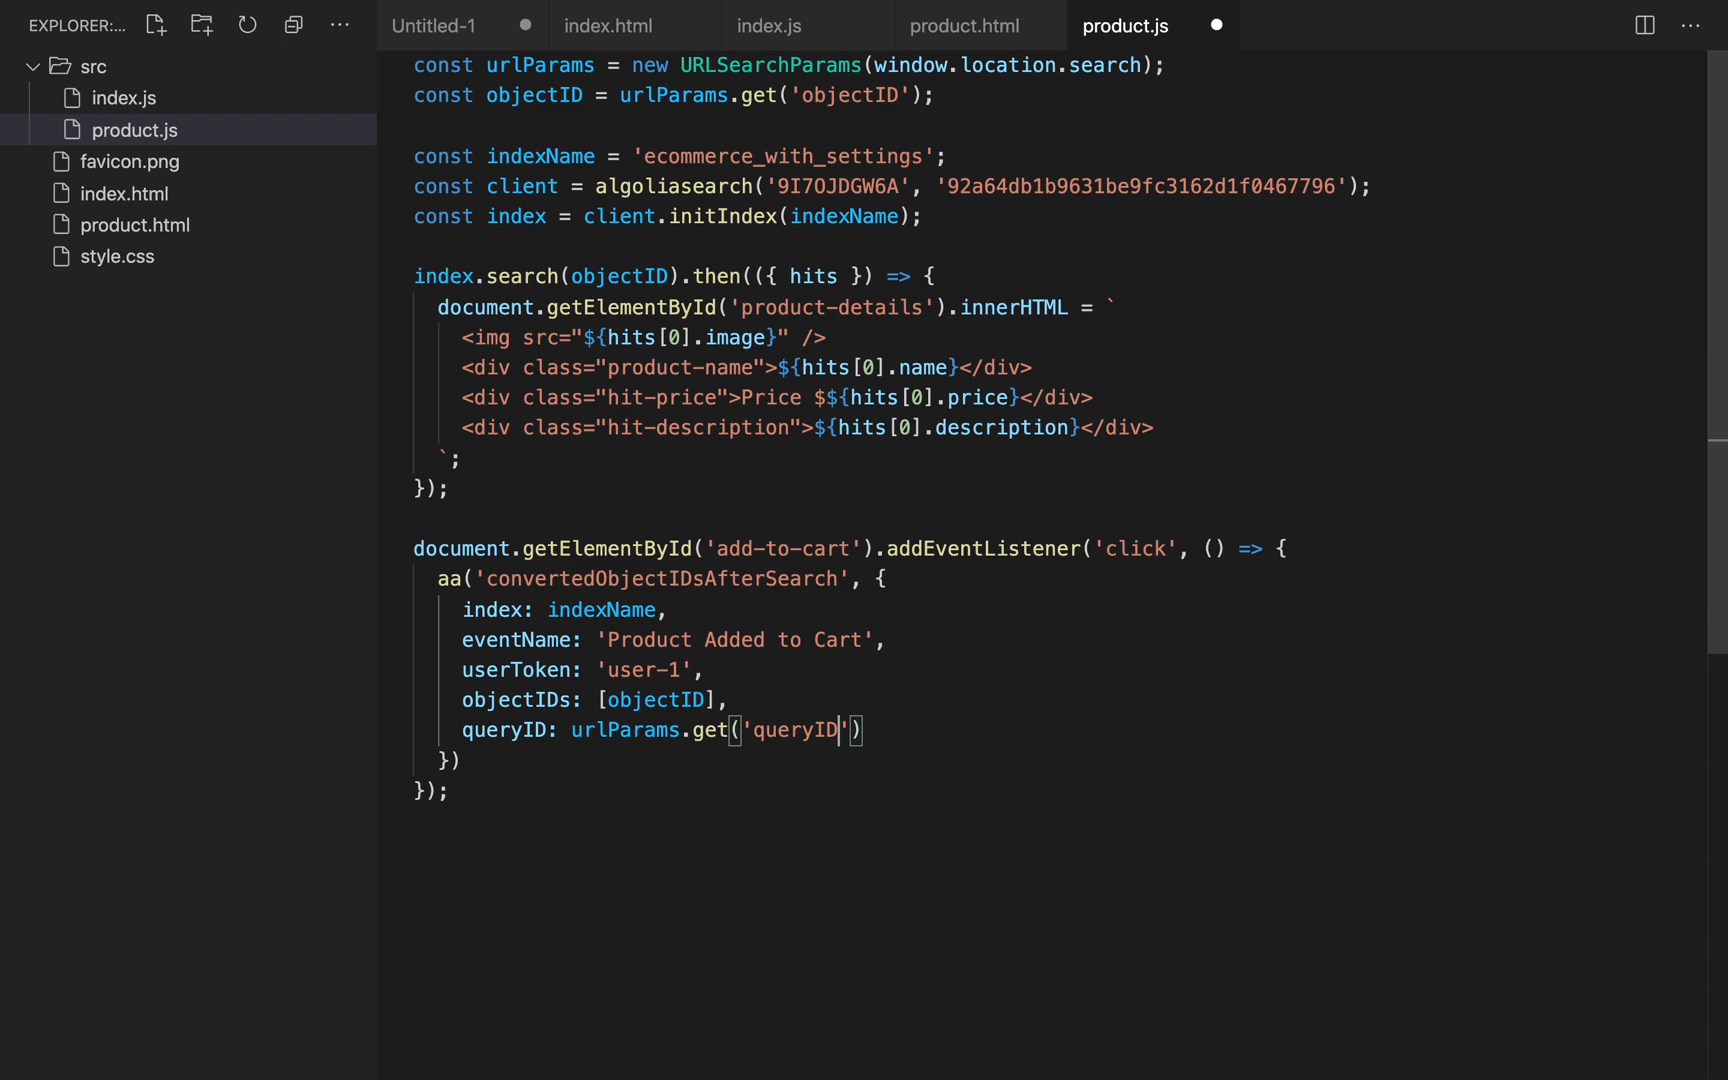 EXPLORER:...
Untitled-1
index.html
index.js
product.html
product.js
src
index.js
product.js
favicon.png
index.html
product.html
style.css
const urlParams = new URLSearchParams(window.location.search);
const objectID = urlParams.get('objectID');
const indexName = 'ecommerce_with_settings';
const client = algoliasearch('9I7OJDGW6A', '92a64db1b9631be9fc3162d1f0467796');
const index = client.initIndex(indexName);
index.search(objectID).then(({ hits }) => {
document.getElementById('product-details').innerHTML = `
<img src="${hits[0].image}" />
<div class="product-name">${hits[0].name}</div>
<div class="hit-price">Price $${hits[0].price}</div>
<div class="hit-description">${hits[0].description}</div>
`;
});
document.getElementById('add-to-cart').addEventListener('click', () => {
aa('convertedObjectIDsAfterSearch', {
index: indexName,
eventName: 'Product Added to Cart',
userToken: 'user-1',
objectIDs: [objectID],
queryID: urlParams.get('queryID')
})
});